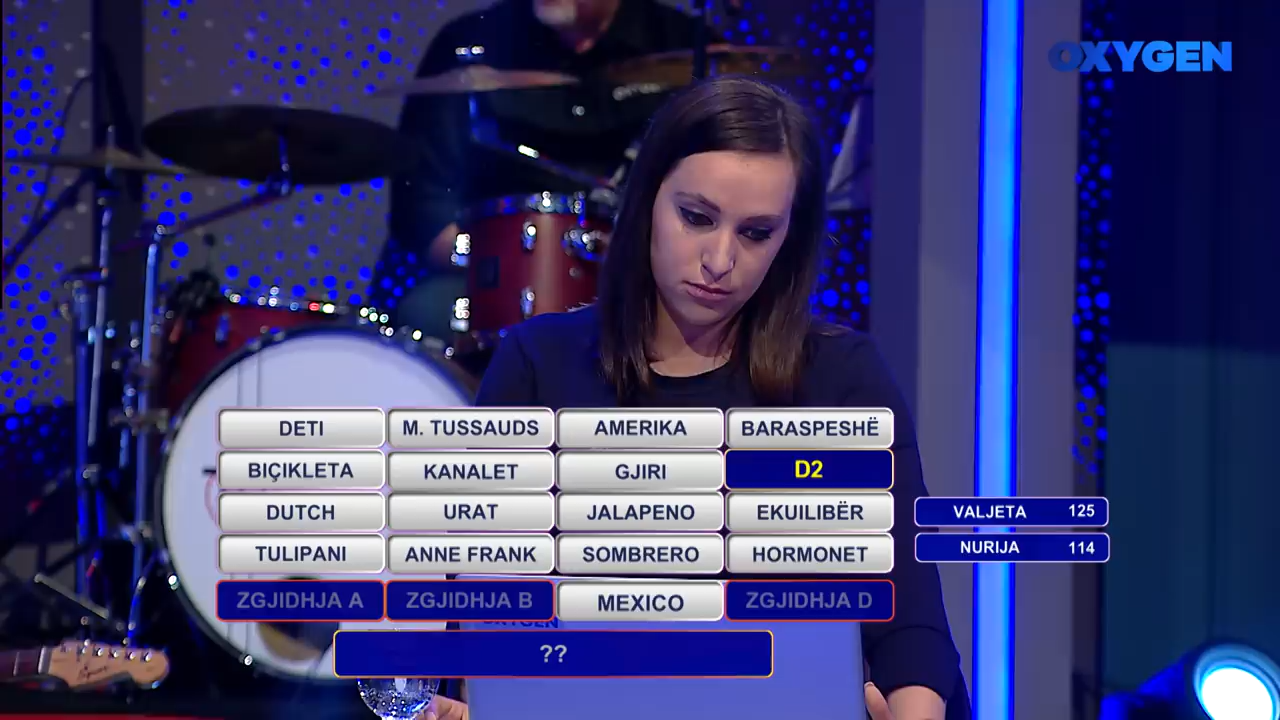 OXYGEN
DETI M. TUSSAUDS AMERIKA BARASPESHË
BIÇIKLETA KANALET GJIRI D2
DUTCH URAT JALAPENO EKUILIBËR
TULIPANI ANNE FRANK SOMBRERO HORMONET
ZGJIDHJA A ZGJIDHJA B MEXICO ZGJIDHJA D
??
VALJETA 125
NURIJA 114
OXYGEN